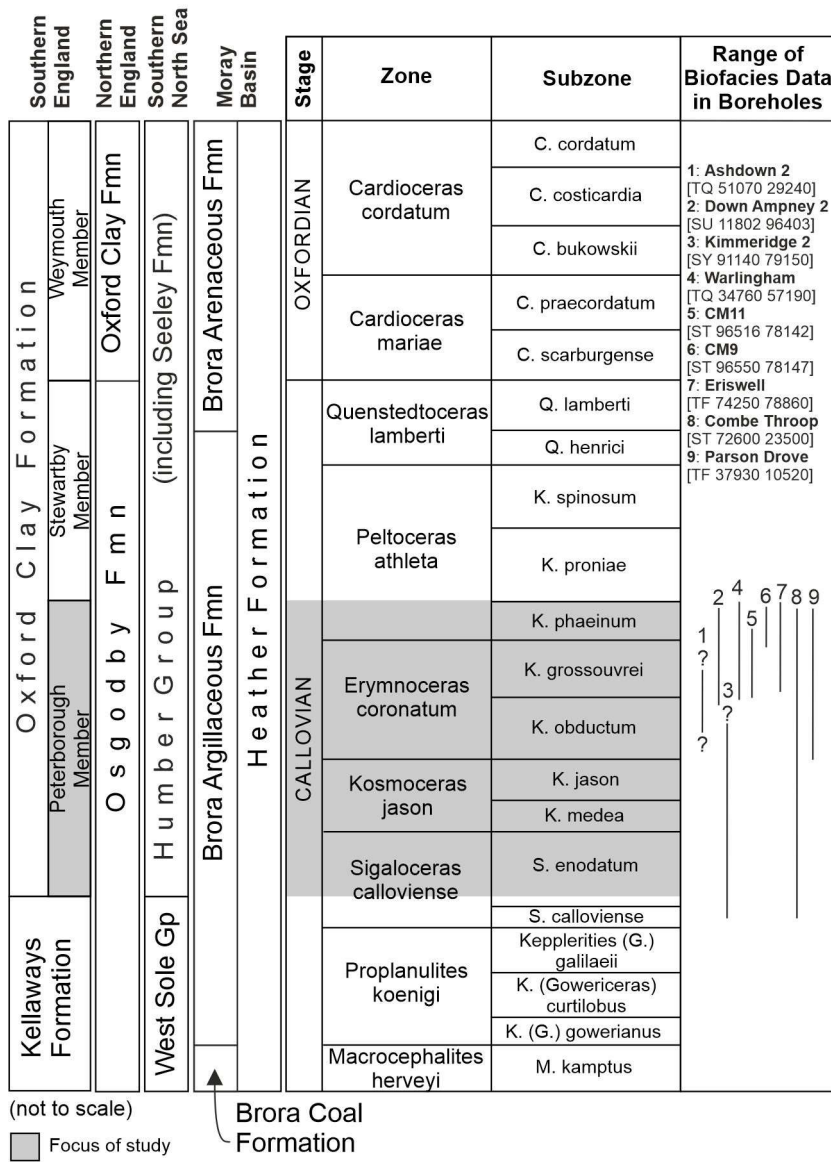 Southern
England
Northern
England
Southern
North Sea
Moray
Basin
Stage
Zone
Subzone
Range of
Biofacies Data
in Boreholes
Oxford Clay Formation
Weymouth
Member
Stewartby
Member
Peterborough
Member
Kellaways
Formation
Oxford Clay Fmn
Osgodby Fmn
Humber Group
(including Seeley Fmn)
West Sole Gp
Brora Arenaceous Fmn
Brora Argillaceous Fmn
Heather Formation
OXFORDIAN
CALLOVIAN
Cardioceras
cordatum
C. cordatum
C. costicardia
C. bukowskii
Cardioceras
mariae
C. praecordatum
C. scarburgense
Quenstedtoceras
lamberti
Q. lamberti
Q. henrici
Peltoceras
athleta
K. spinosum
K. proniae
K. phaeinum
Erymnoceras
coronatum
K. grossouvrei
K. obductum
Kosmoceras
jason
K. jason
K. medea
Sigaloceras
calloviense
S. enodatum
S. calloviense
Proplanulites
koenigi
Kepplerities (G.)
galilaeii
K. (Gowericeras)
curtilobus
K. (G.) gowerianus
Macrocephalites
herveyi
M. kamptus
1: Ashdown 2
[TQ 51070 29240]
2: Down Ampney 2
[SU 11802 96403]
3: Kimmeridge 2
[SY 91140 79150]
4: Warlingham
[TQ 34760 57190]
5: CM11
[ST 96516 78142]
6: CM9
[ST 96550 78147]
7: Eriswell
[TF 74250 78860]
8: Combe Throop
[ST 72600 23500]
9: Parson Drove
[TF 37930 10520]
2 4 6 7 8 9
1 5
?
3
?
?
(not to scale)
Focus of study
Brora Coal
Formation